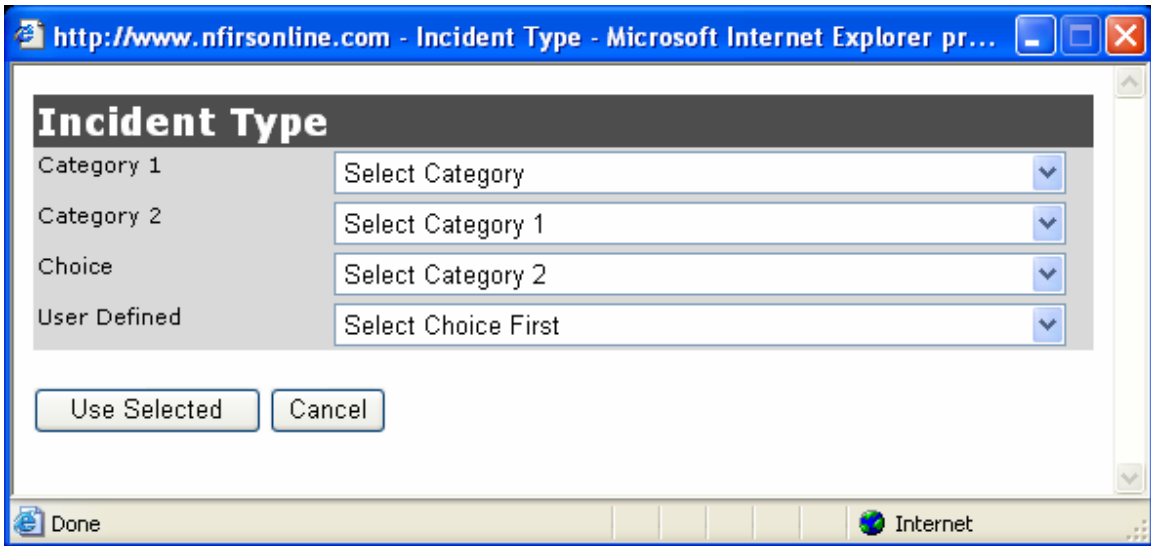 http://www.nfirsonline.com - Incident Type - Microsoft Internet Explorer pr...
Incident Type
Category 1 Select Category
Category 2 Select Category 1
Choice Select Category 2
User Defined Select Choice First
Use Selected Cancel
Done Internet